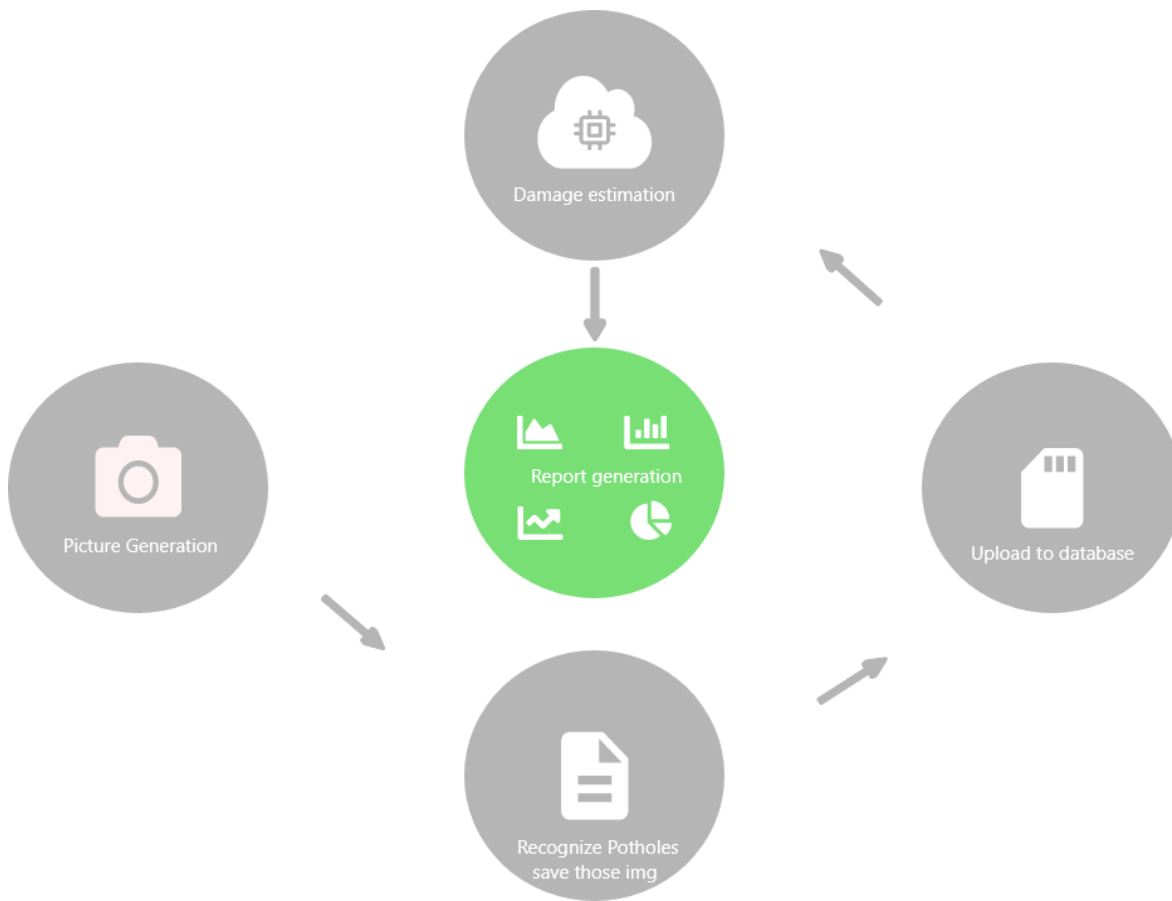 Damage estimation
Report generation
Picture Generation
Upload to database
Recognize Potholes
save those img